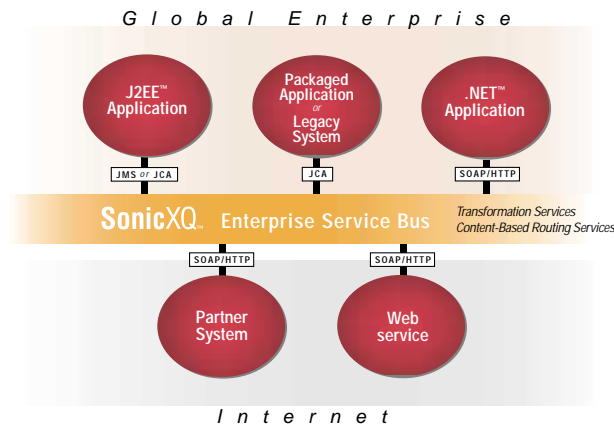 Global Enterprise
J2EE™
Application
Packaged
Application
or
Legacy
System
.NET™
Application
JMS or JCA
JCA
SOAP/HTTP
SonicXQ™ Enterprise Service Bus
Transformation Services
Content-Based Routing Services
SOAP/HTTP
SOAP/HTTP
Partner
System
Web
service
Internet